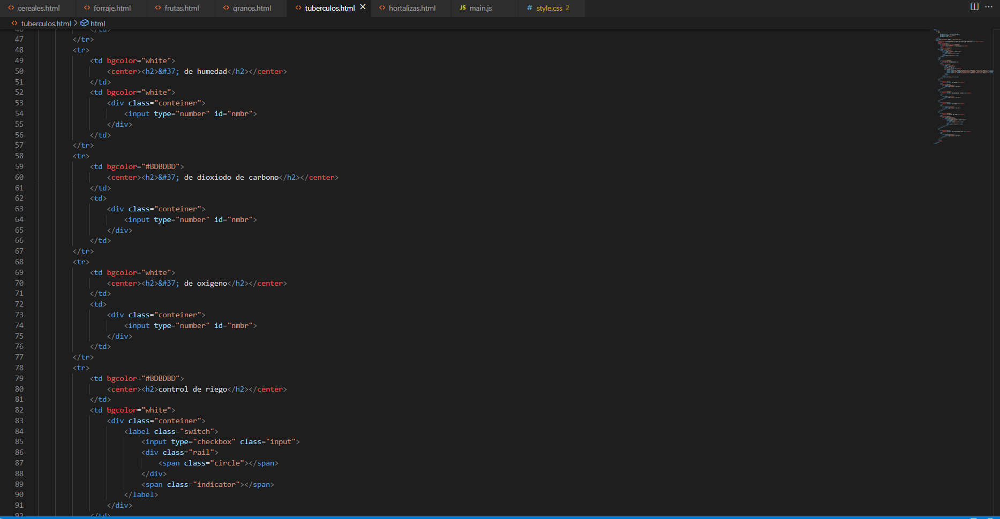 cereales.html forraje.html frutas.html granos.html tuberculos.html hortalizas.html JS main.js # style.css 2
tuberculos.html > html
46 </td>
47 </tr>
48 <tr>
49 <td bgcolor="white">
50 <center><h2>&#37; de humedad</h2></center>
51 </td>
52 <td bgcolor="white">
53 <div class="conteiner">
54 <input type="number" id="nmbr">
55 </div>
56 </td>
57 </tr>
58 <tr>
59 <td bgcolor="#BDBDBD">
60 <center><h2>&#37; de dioxiodo de carbono</h2></center>
61 </td>
62 <td>
63 <div class="conteiner">
64 <input type="number" id="nmbr">
65 </div>
66 </td>
67 </tr>
68 <tr>
69 <td bgcolor="white">
70 <center><h2>&#37; de oxigeno</h2></center>
71 </td>
72 <td>
73 <div class="conteiner">
74 <input type="number" id="nmbr">
75 </div>
76 </td>
77 </tr>
78 <tr>
79 <td bgcolor="#BDBDBD">
80 <center><h2>control de riego</h2></center>
81 </td>
82 <td bgcolor="white">
83 <div class="conteiner">
84 <label class="switch">
85 <input type="checkbox" class="input">
86 <div class="rail">
87 <span class="circle"></span>
88 </div>
89 <span class="indicator"></span>
90 </label>
91 </div>
92 </td>